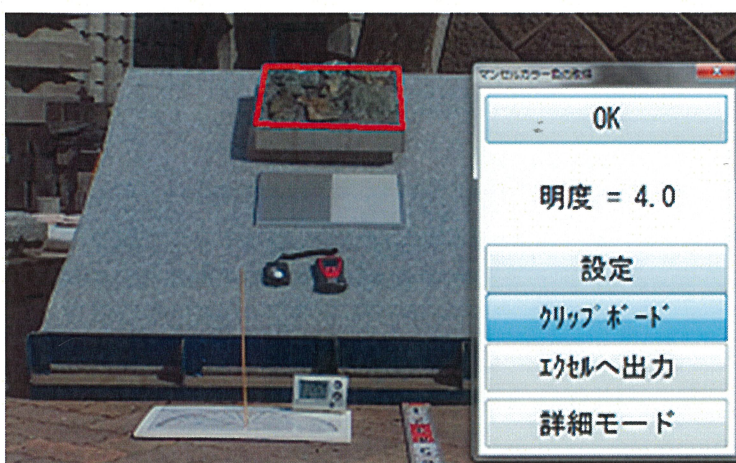 マンセルカラー値の取得
OK
明度 = 4.0
設定
ｸﾘｯﾌﾟﾎﾞｰﾄﾞ
ｴｸｾﾙへ出力
詳細モード